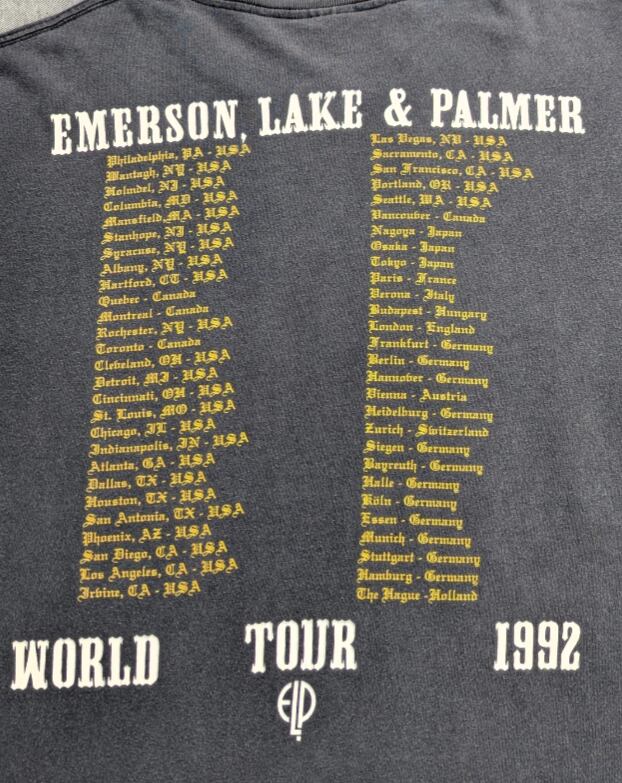 EMERSON, LAKE & PALMER
Philadelphia, PA - USA
Wantagh, NY - USA
Holmdel, NJ - USA
Columbia, MD - USA
Mansfield, MA - USA
Stanhope, NJ - USA
Syracuse, NY - USA
Albany, NY - USA
Hartford, CT - USA
Quebec - Canada
Montreal - Canada
Rochester, NY - USA
Toronto - Canada
Cleveland, OH - USA
Detroit, MI - USA
Cincinnati, OH - USA
St. Louis, MO - USA
Chicago, IL - USA
Indianapolis, IN - USA
Atlanta, GA - USA
Dallas, TX - USA
Houston, TX - USA
San Antonia, TX - USA
Phoenix, AZ - USA
San Diego, CA - USA
Los Angeles, CA - USA
Irbine, CA - USA
Las Vegas, NV - USA
Sacramento, CA - USA
San Francisco, CA - USA
Portland, OR - USA
Seattle, WA - USA
Vancouver - Canada
Nagoya - Japan
Osaka - Japan
Tokyo - Japan
Paris - France
Verona - Italy
Budapest - Hungary
London - England
Frankfurt - Germany
Berlin - Germany
Hannover - Germany
Vienna - Austria
Heidelburg - Germany
Zurich - Switzerland
Siegen - Germany
Bayreuth - Germany
Halle - Germany
Köln - Germany
Essen - Germany
Munich - Germany
Stuttgart - Germany
Hamburg - Germany
The Hague - Holland
WORLD TOUR 1992
ELP